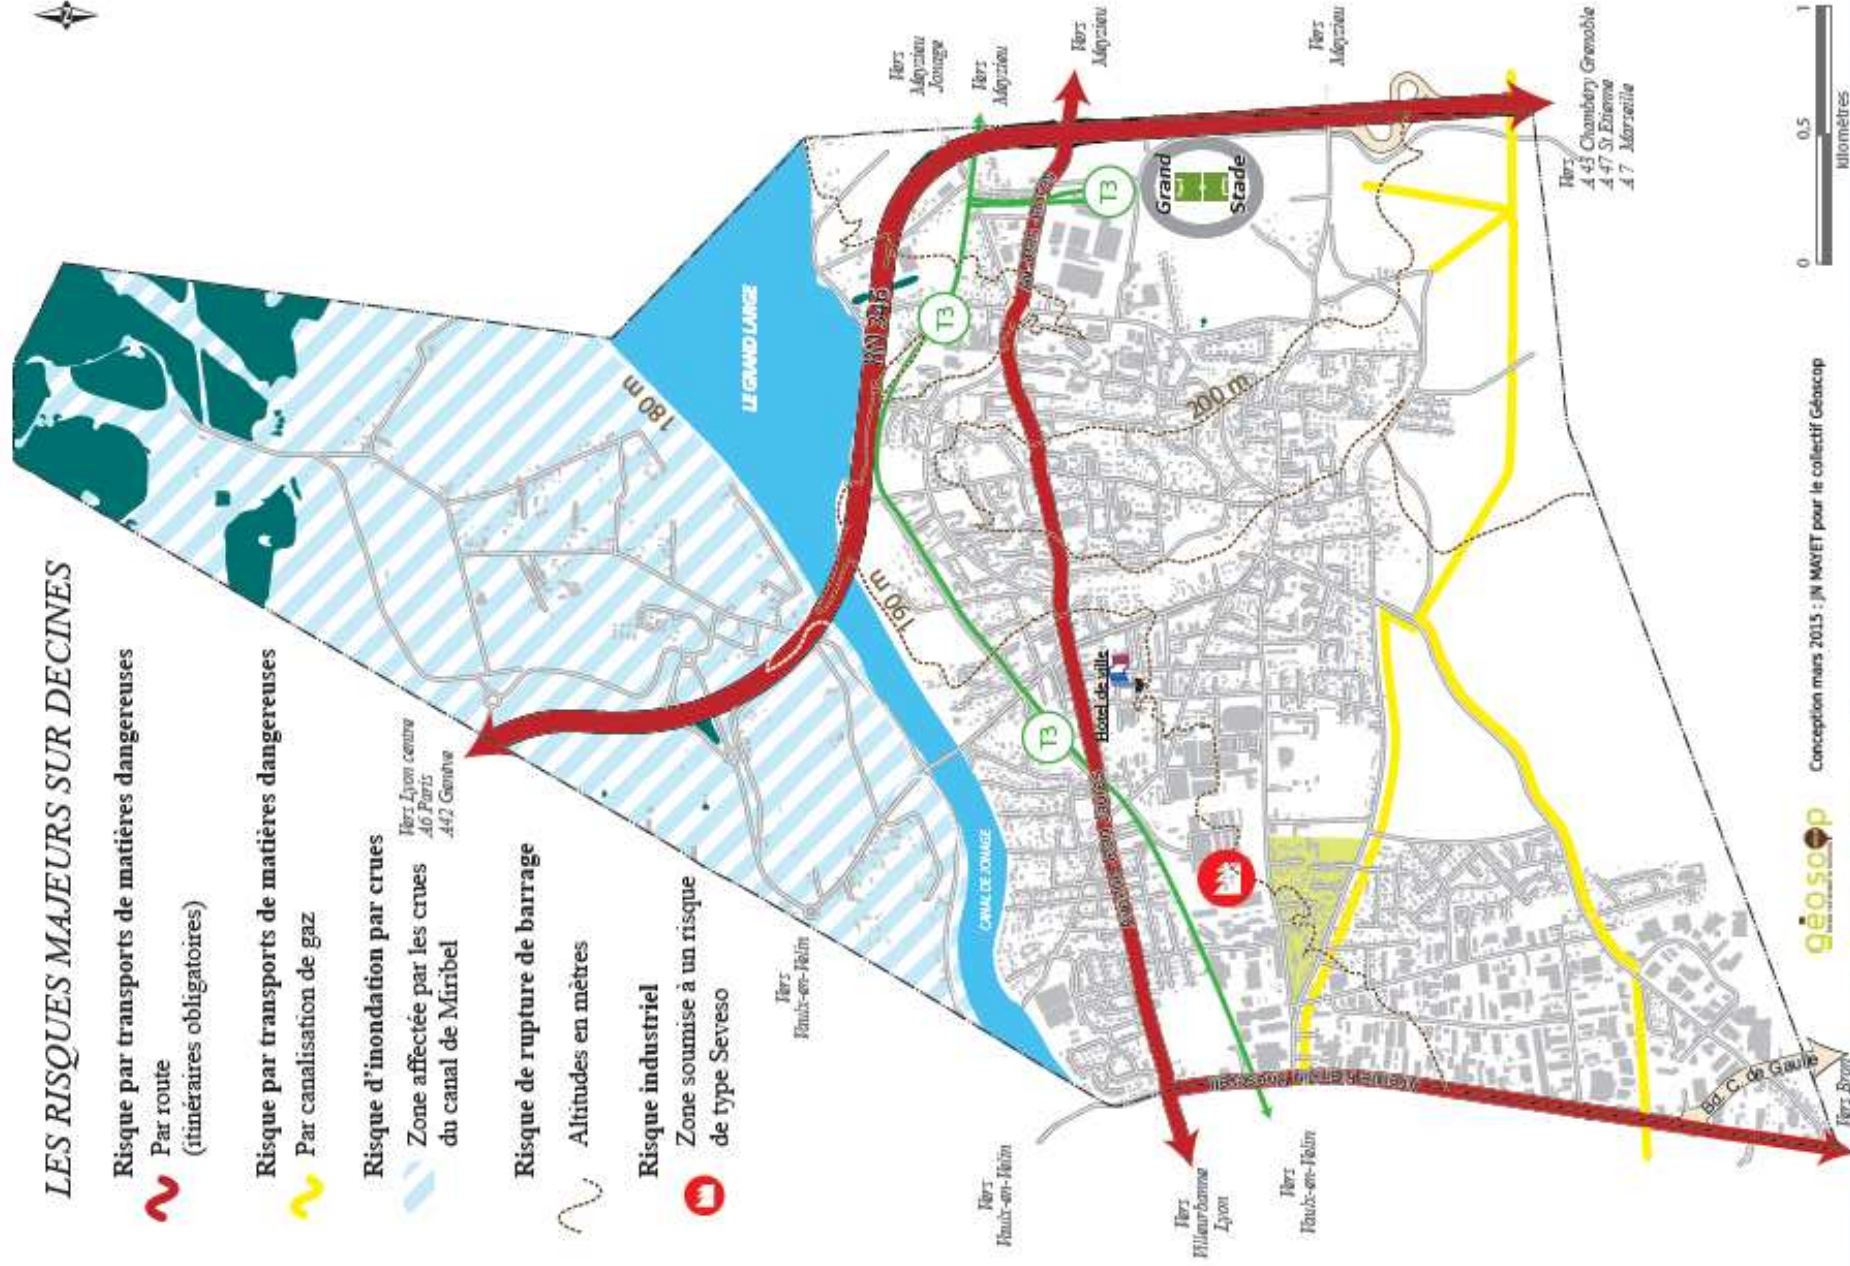 LES RISQUES MAJEURS SUR DECINES
Risque par transports de matières dangereuses
Par route
(itinéraires obligatoires)
Risque par transports de matières dangereuses
Par canalisation de gaz
Risque d'inondation par crues
Zone affectée par les crues
du canal de Miribel
Risque de rupture de barrage
Altitudes en mètres
Risque industriel
Zone soumise à un risque
de type Seveso
Vers Lyon centre
A6 Paris
A42 Genève
Vers
Vaulx-en-Velin
Vers
Vaulx-en-Velin
Vers
Villeurbanne
Lyon
Vers
Vaulx-en-Velin
Vers
Meyzieu
Jonage
Vers
Meyzieu
Vers
Meyzieu
Vers
Meyzieu
Vers
A 43 Chambéry Grenoble
A 47 St Etienne
A 7 Marseille
LE GRAND LARGE
CANAL DE JONAGE
RN 346
180 m
190 m
200 m
T3
T3
T3
Grand
Stade
Hôtel de ville
Bd. C. de Gaulle
Vers Bron
0 0,5 1
kilomètres
géoscop
Conception mars 2015 : JN MAYET pour le collectif Géoscop